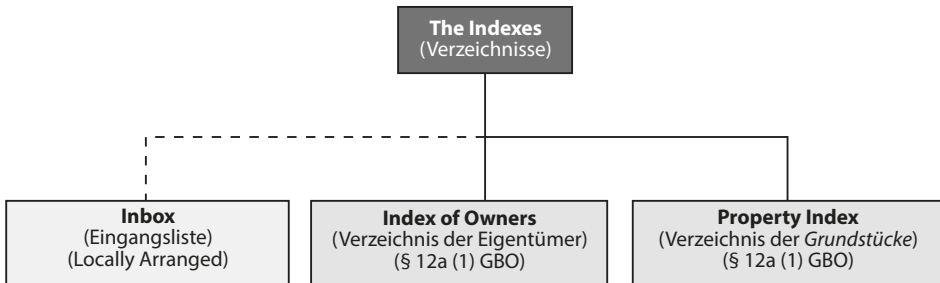 The Indexes
(Verzeichnisse)
Inbox
(Eingangsliste)
(Locally Arranged)
Index of Owners
(Verzeichnis der Eigentümer)
(§ 12a (1) GBO)
Property Index
(Verzeichnis der Grundstücke)
(§ 12a (1) GBO)